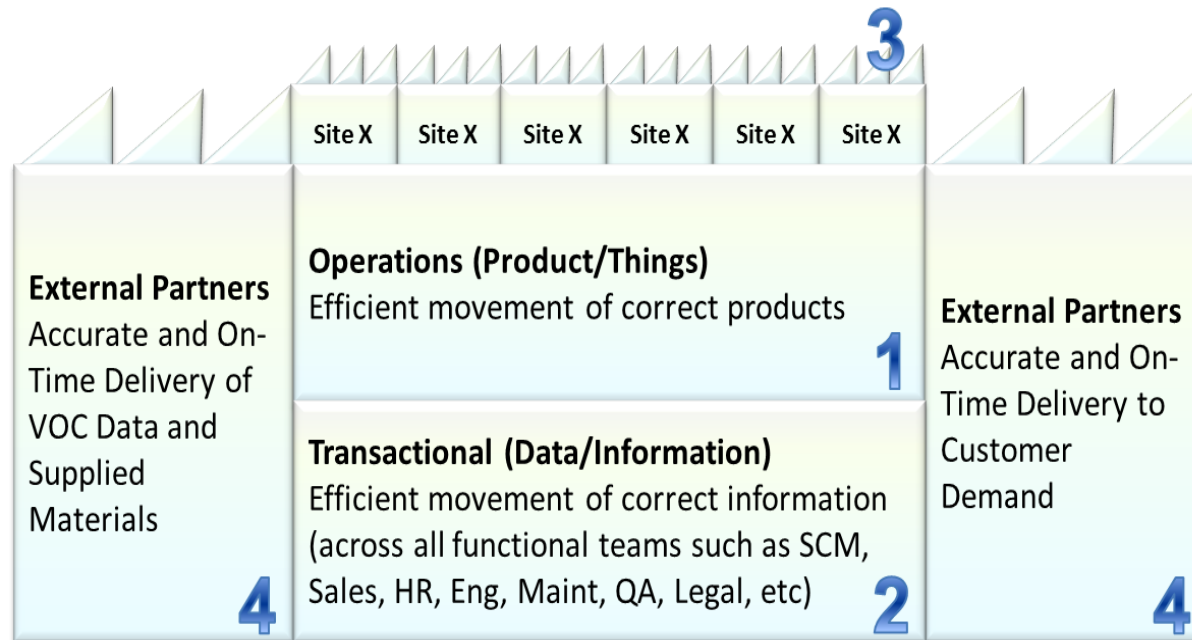 3
Site X
Site X
Site X
Site X
Site X
Site X
External Partners
Accurate and On-
Time Delivery of
VOC Data and
Supplied
Materials
4
Operations (Product/Things)
Efficient movement of correct products
1
Transactional (Data/Information)
Efficient movement of correct information
(across all functional teams such as SCM,
Sales, HR, Eng, Maint, QA, Legal, etc)
2
External Partners
Accurate and On-
Time Delivery to
Customer
Demand
4